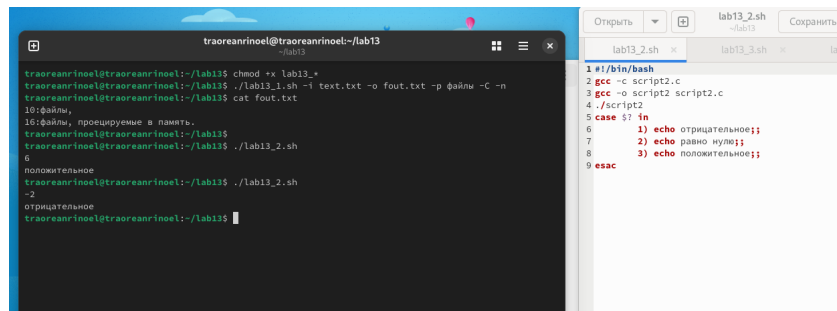 traoreanrinoel@traoreanrinoel:~/lab13
~/lab13
traoreanrinoel@traoreanrinoel:~/lab13$ chmod +x lab13_*
traoreanrinoel@traoreanrinoel:~/lab13$ ./lab13_1.sh -i text.txt -o fout.txt -p файлы -C -n
traoreanrinoel@traoreanrinoel:~/lab13$ cat fout.txt
10:файлы,
16:файлы, проецируемые в память.
traoreanrinoel@traoreanrinoel:~/lab13$
traoreanrinoel@traoreanrinoel:~/lab13$ ./lab13_2.sh
6
положительное
traoreanrinoel@traoreanrinoel:~/lab13$ ./lab13_2.sh
-2
отрицательное
traoreanrinoel@traoreanrinoel:~/lab13$
Открыть
lab13_2.sh
~/lab13
Сохранить
lab13_2.sh
lab13_3.sh
la
1 #!/bin/bash
2 gcc -c script2.c
3 gcc -o script2 script2.c
4 ./script2
5 case $? in
6 1) echo отрицательное;;
7 2) echo равно нулю;;
8 3) echo положительное;;
9 esac